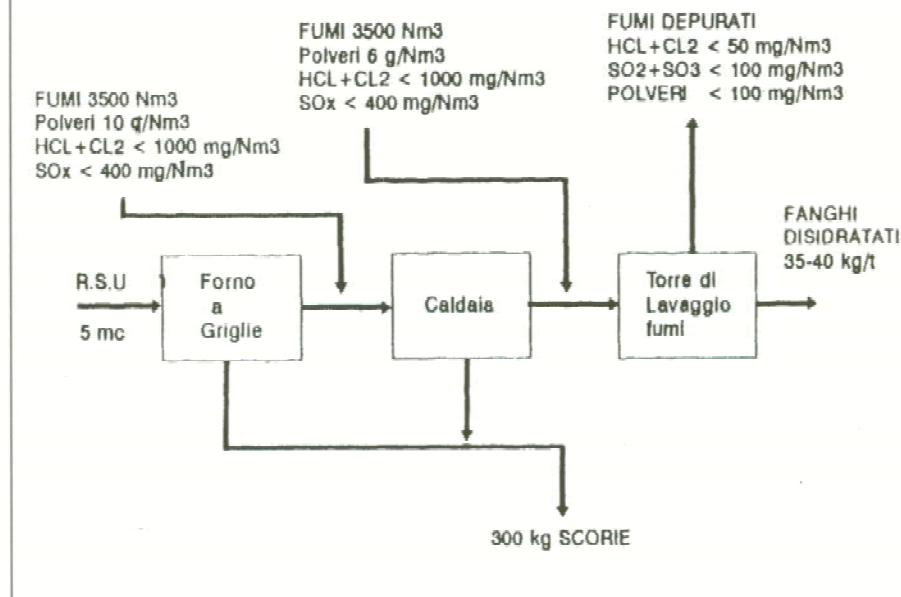 FUMI 3500 Nm3
Polveri 10 g/Nm3
HCL+CL2 < 1000 mg/Nm3
SOx < 400 mg/Nm3
FUMI 3500 Nm3
Polveri 6 g/Nm3
HCL+CL2 < 1000 mg/Nm3
SOx < 400 mg/Nm3
FUMI DEPURATI
HCL+CL2 < 50 mg/Nm3
SO2+SO3 < 100 mg/Nm3
POLVERI < 100 mg/Nm3
R.S.U
5 mc
Forno
a
Griglie
Caldaia
Torre di
Lavaggio
fumi
FANGHI
DISIDRATATI
35-40 kg/t
300 kg SCORIE